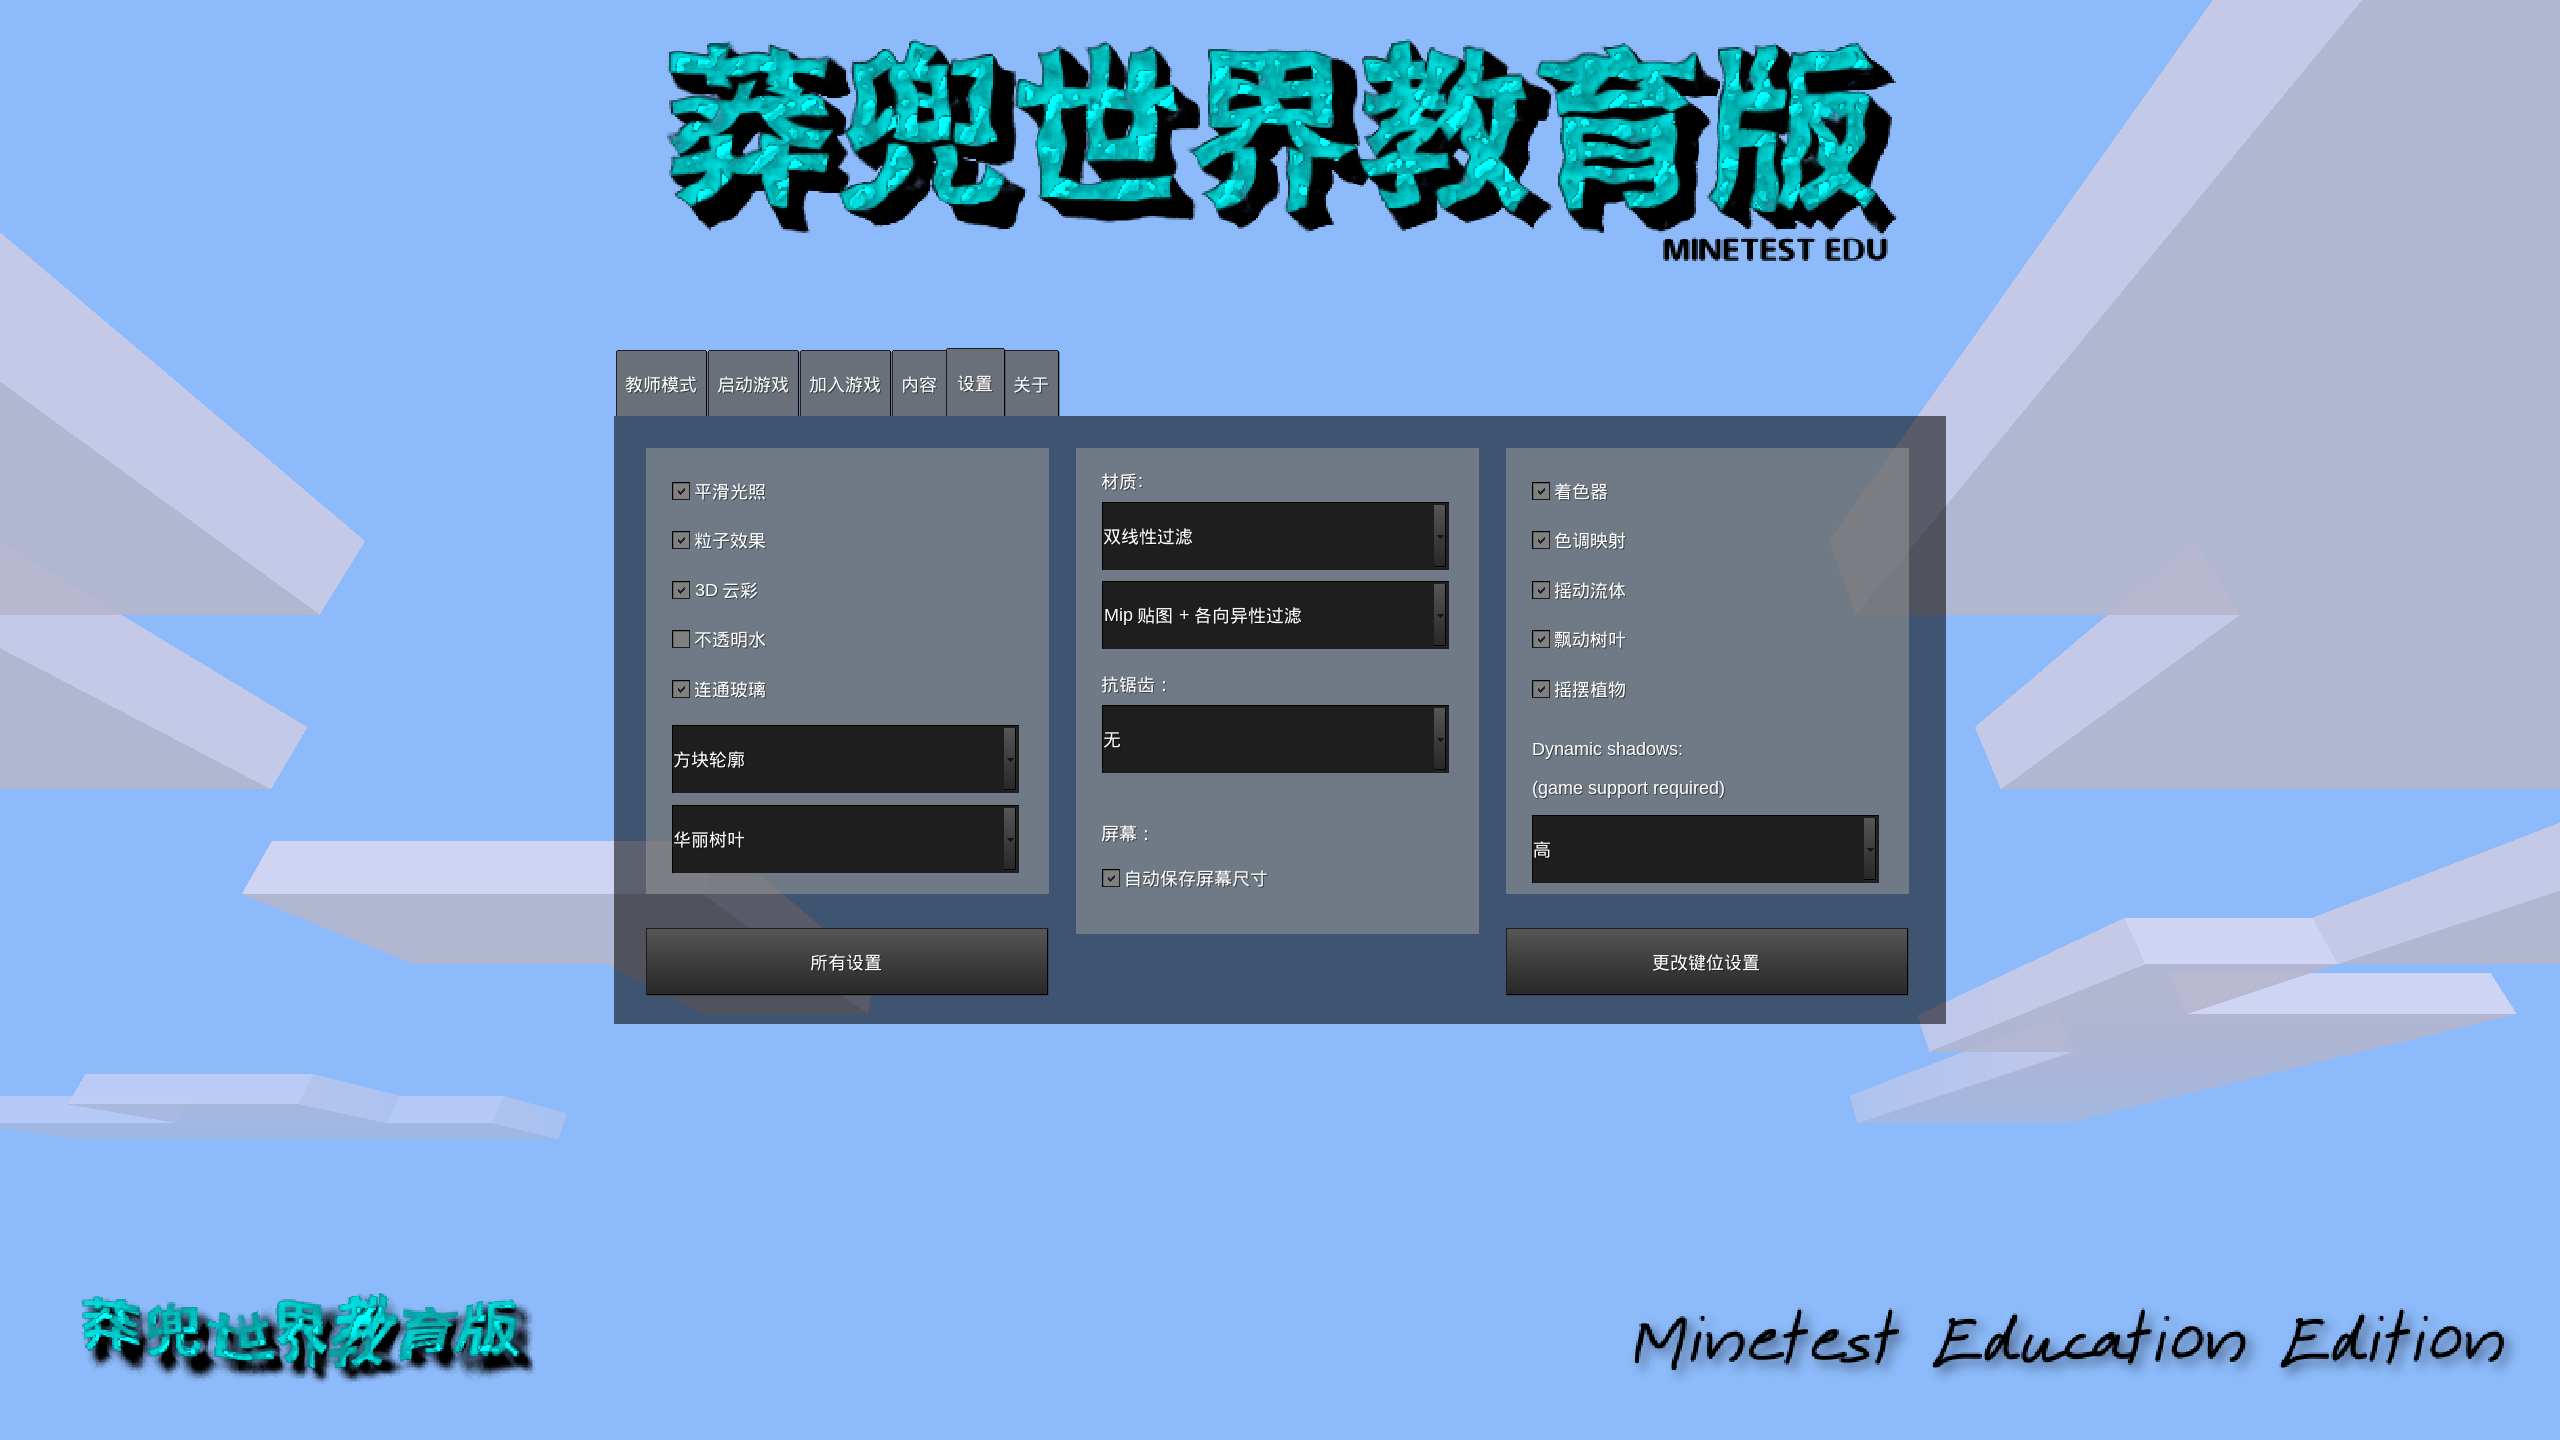 莽兜世界教育版
MINETEST EDU
教师模式 启动游戏 加入游戏 内容 设置 关于
平滑光照
粒子效果
3D 云彩
不透明水
连通玻璃
方块轮廓
华丽树叶
所有设置
材质:
双线性过滤
Mip 贴图 + 各向异性过滤
抗锯齿：
无
屏幕：
自动保存屏幕尺寸
着色器
色调映射
摇动流体
飘动树叶
摇摆植物
Dynamic shadows:
(game support required)
高
更改键位设置
莽兜世界教育版
Minetest Education Edition